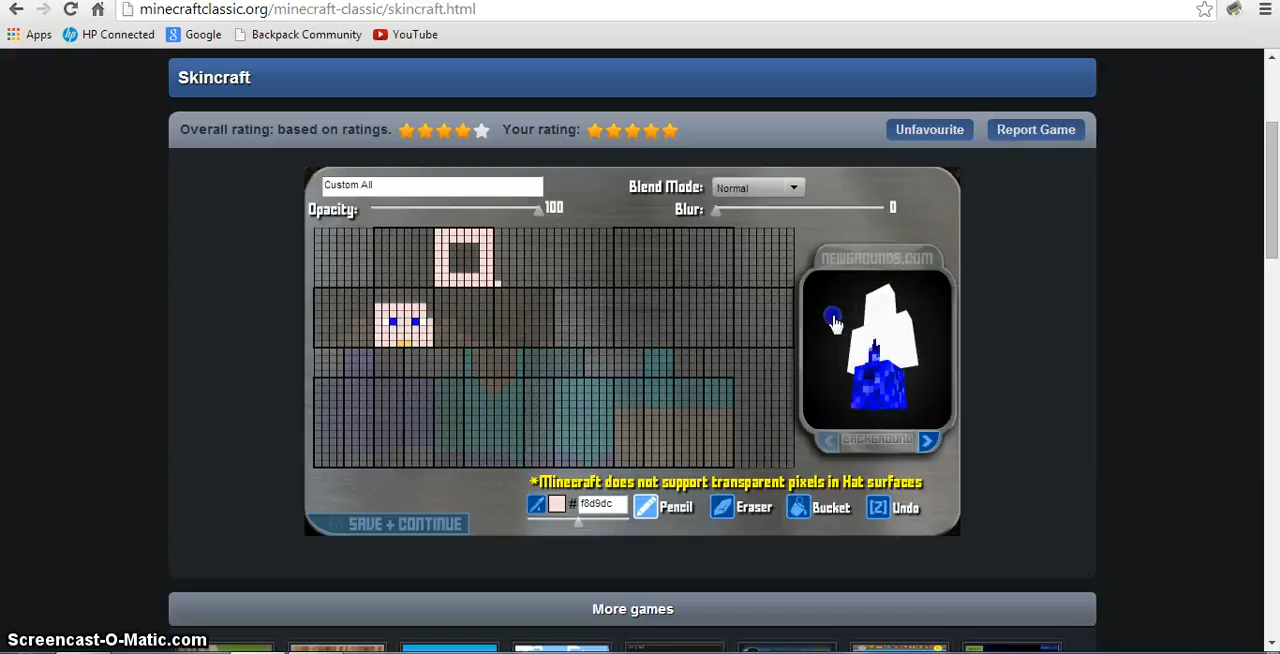 minecraftclassic.org/minecraft-classic/skincraft.html
Apps HP Connected Google Backpack Community YouTube
Skincraft
Overall rating: based on ratings. Your rating: Unfavourite Report Game
Custom All Blend Mode: Normal
Opacity: 100 Blur: 0
NEWGROUNDS.COM
BACKGROUND
*Minecraft does not support transparent pixels in Hat surfaces
# f8d9dc Pencil Eraser Bucket [Z] Undo
SAVE + CONTINUE
More games
Screencast-O-Matic.com